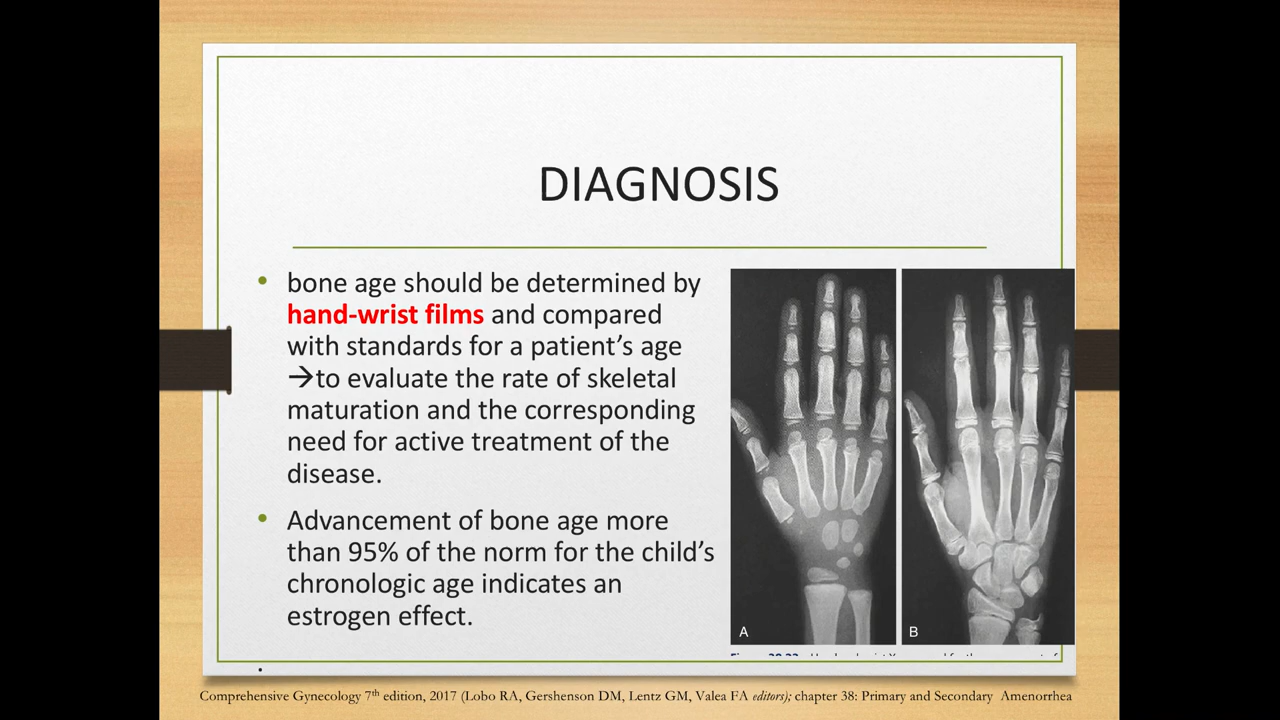 DIAGNOSIS
• bone age should be determined by
hand-wrist films and compared
with standards for a patient’s age
→to evaluate the rate of skeletal
maturation and the corresponding
need for active treatment of the
disease.
• Advancement of bone age more
than 95% of the norm for the child’s
chronologic age indicates an
estrogen effect.
A
B
•
Comprehensive Gynecology 7th edition, 2017 (Lobo RA, Gershenson DM, Lentz GM, Valea FA editors); chapter 38: Primary and Secondary Amenorrhea